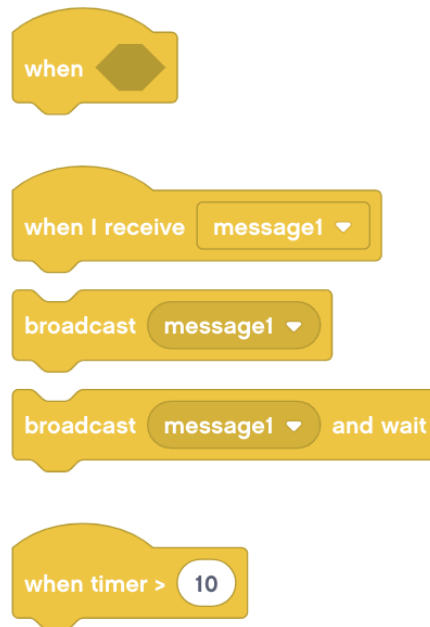 when
when I receive message1
broadcast message1
broadcast message1 and wait
when timer > 10